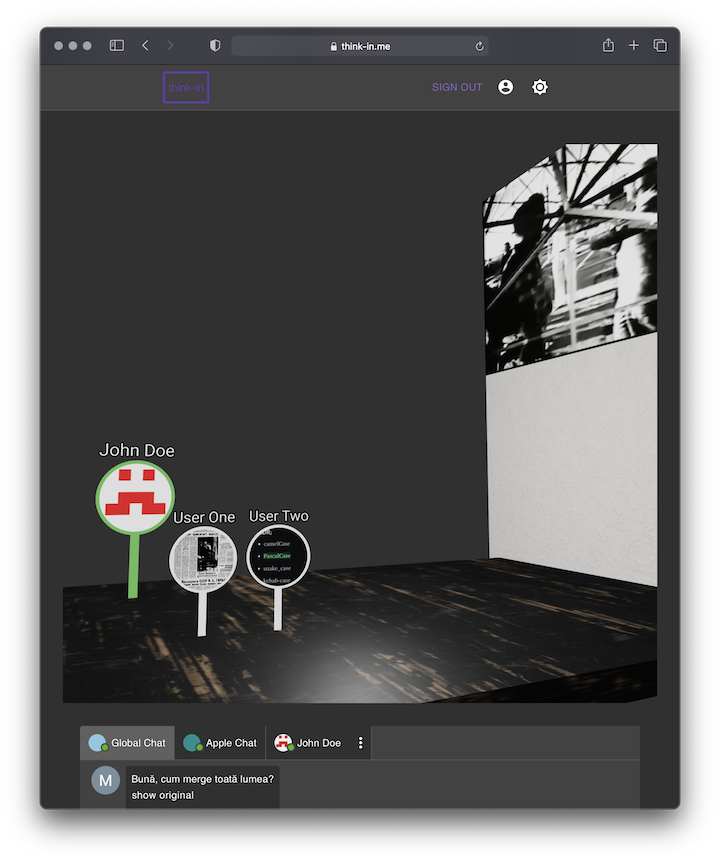 think-in.me
think-in
SIGN OUT
John Doe
User One
User Two
camelCase
PascalCase
snake_case
kebab-case
Global Chat
Apple Chat
John Doe
M
Bună, cum merge toată lumea?
show original